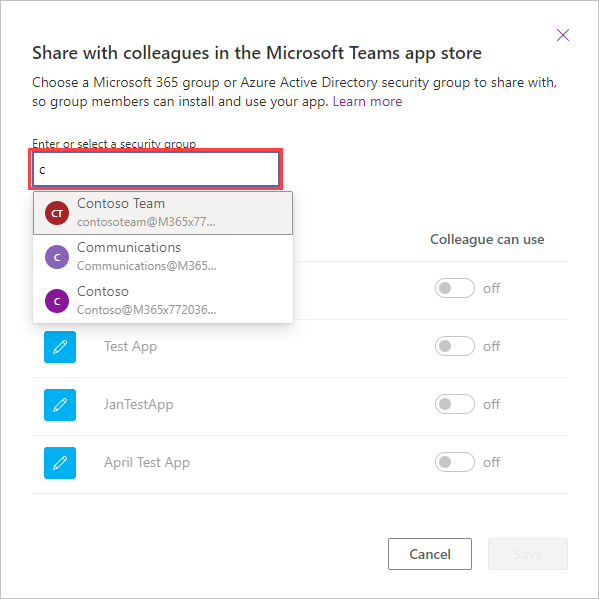 Share with colleagues in the Microsoft Teams app store
Choose a Microsoft 365 group or Azure Active Directory security group to share with,
so group members can install and use your app. Learn more
Enter or select a security group
c
CT
Contoso Team
contosoteam@M365x77...
C
Communications
Communications@M365...
C
Contoso
Contoso@M365x772036...
Colleague can use
off
Test App
off
JanTestApp
off
April Test App
off
Cancel
Save